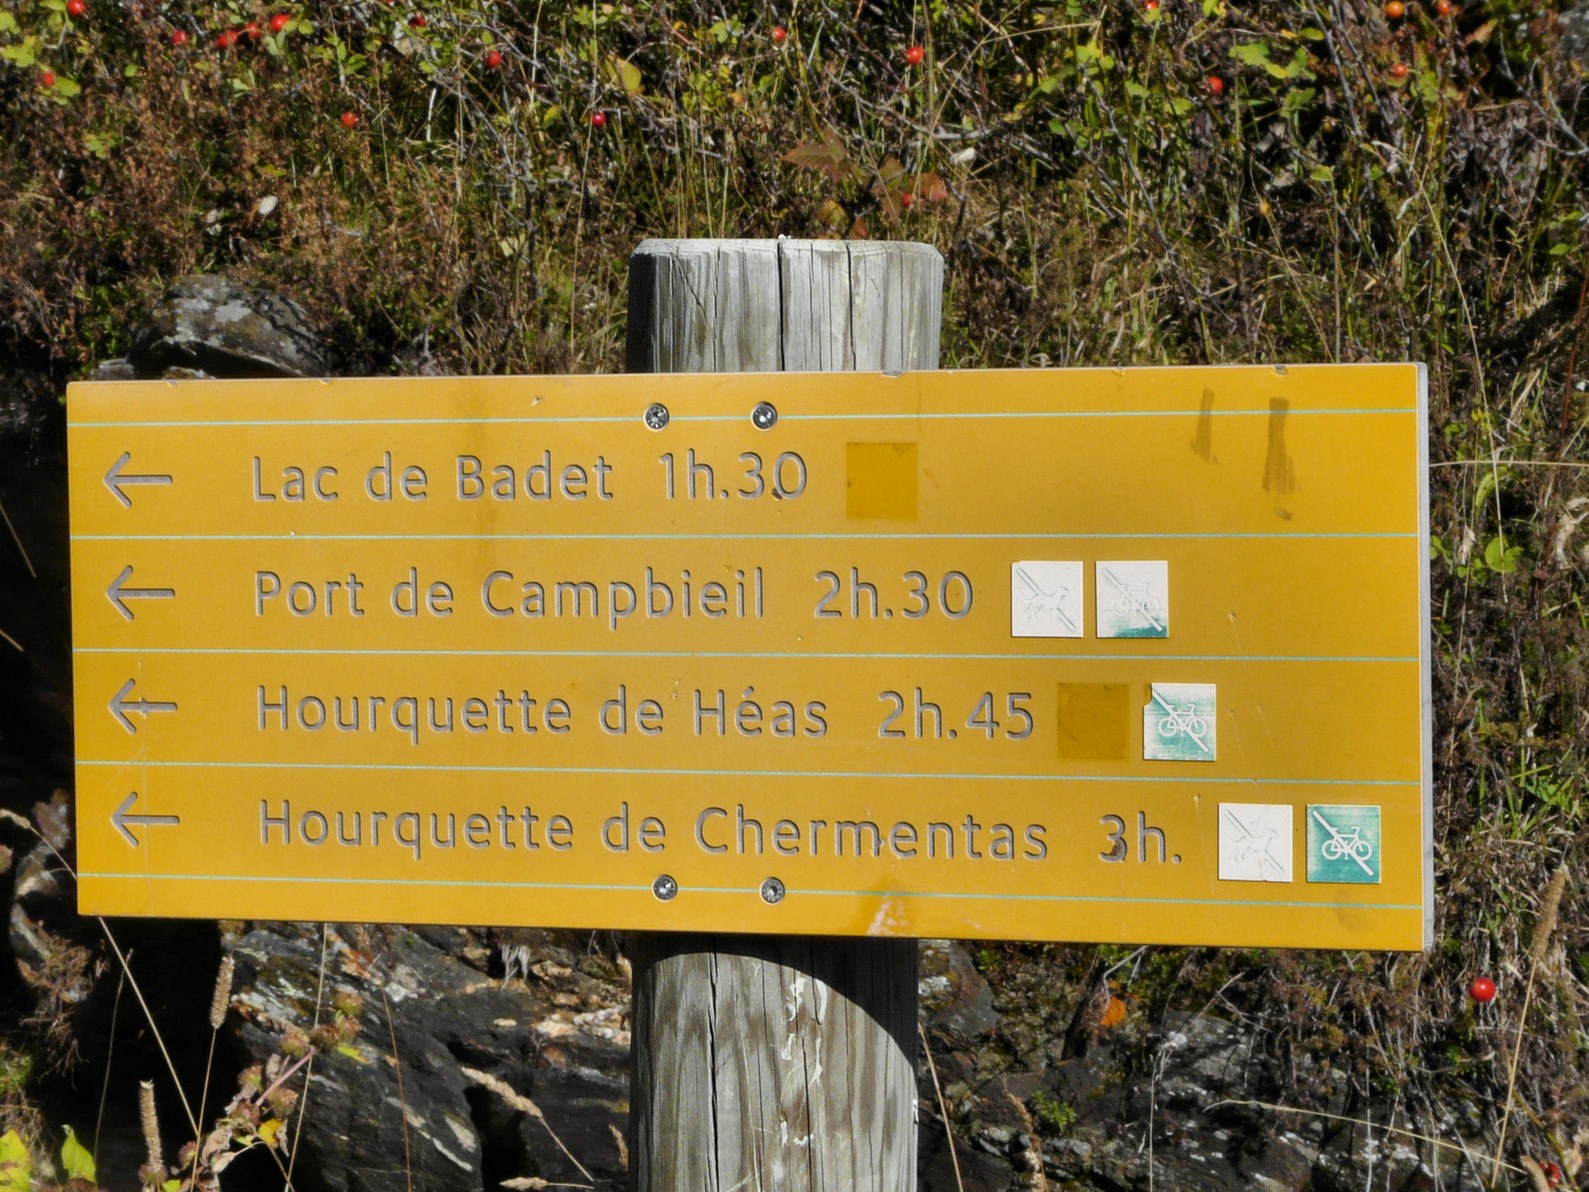 ← Lac de Badet 1h.30
← Port de Campbieil 2h.30
← Hourquette de Héas 2h.45
← Hourquette de Chermentas 3h.